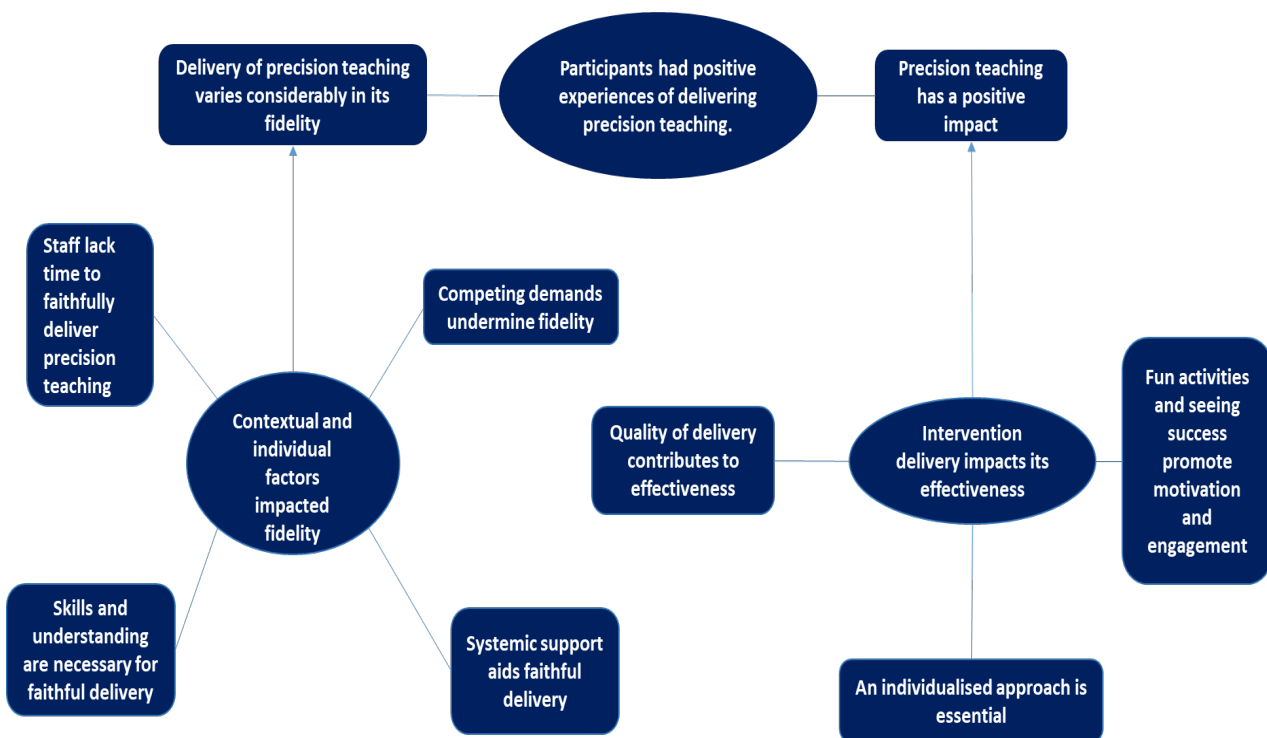 Delivery of precision teaching
varies considerably in its
fidelity
Participants had positive
experiences of delivering
precision teaching.
Precision teaching
has a positive
impact
Staff lack
time to
faithfully
deliver
precision
teaching
Competing demands
undermine fidelity
Contextual and
individual
factors
impacted
fidelity
Skills and
understanding
are necessary for
faithful delivery
Systemic support
aids faithful
delivery
Quality of delivery
contributes to
effectiveness
Intervention
delivery impacts its
effectiveness
Fun activities
and seeing
success
promote
motivation
and
engagement
An individualised approach is
essential